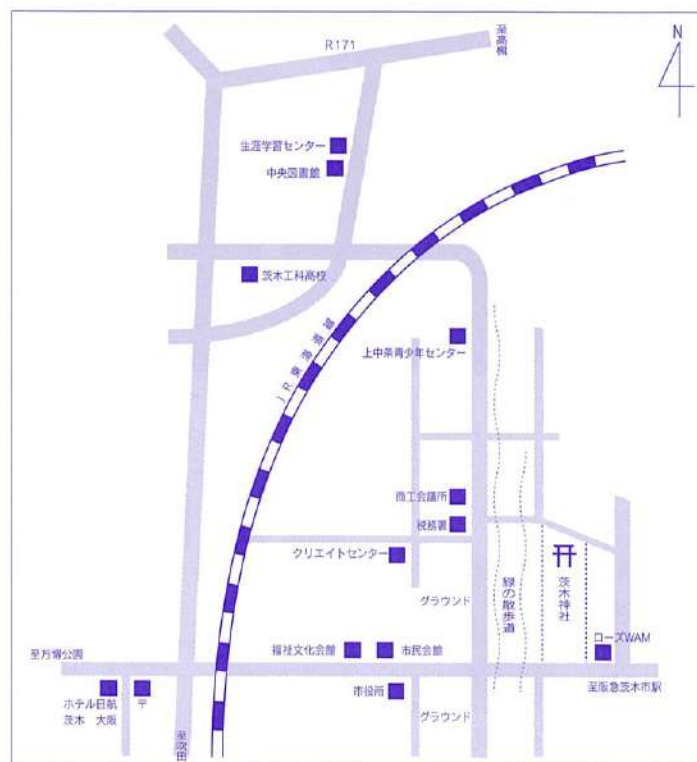 R171
至高槻
N
生涯学習センター
中央図書館
茨木工科高校
JR東海道線
上中条青少年センター
商工会議所
税務署
クリエイトセンター
グラウンド
緑の散歩道
茨木神社
ローズWAM
福祉文化会館
市民会館
至万博公園
至阪急茨木市駅
ホテル日航
茨木 大阪
〒
市役所
グラウンド
至吹田